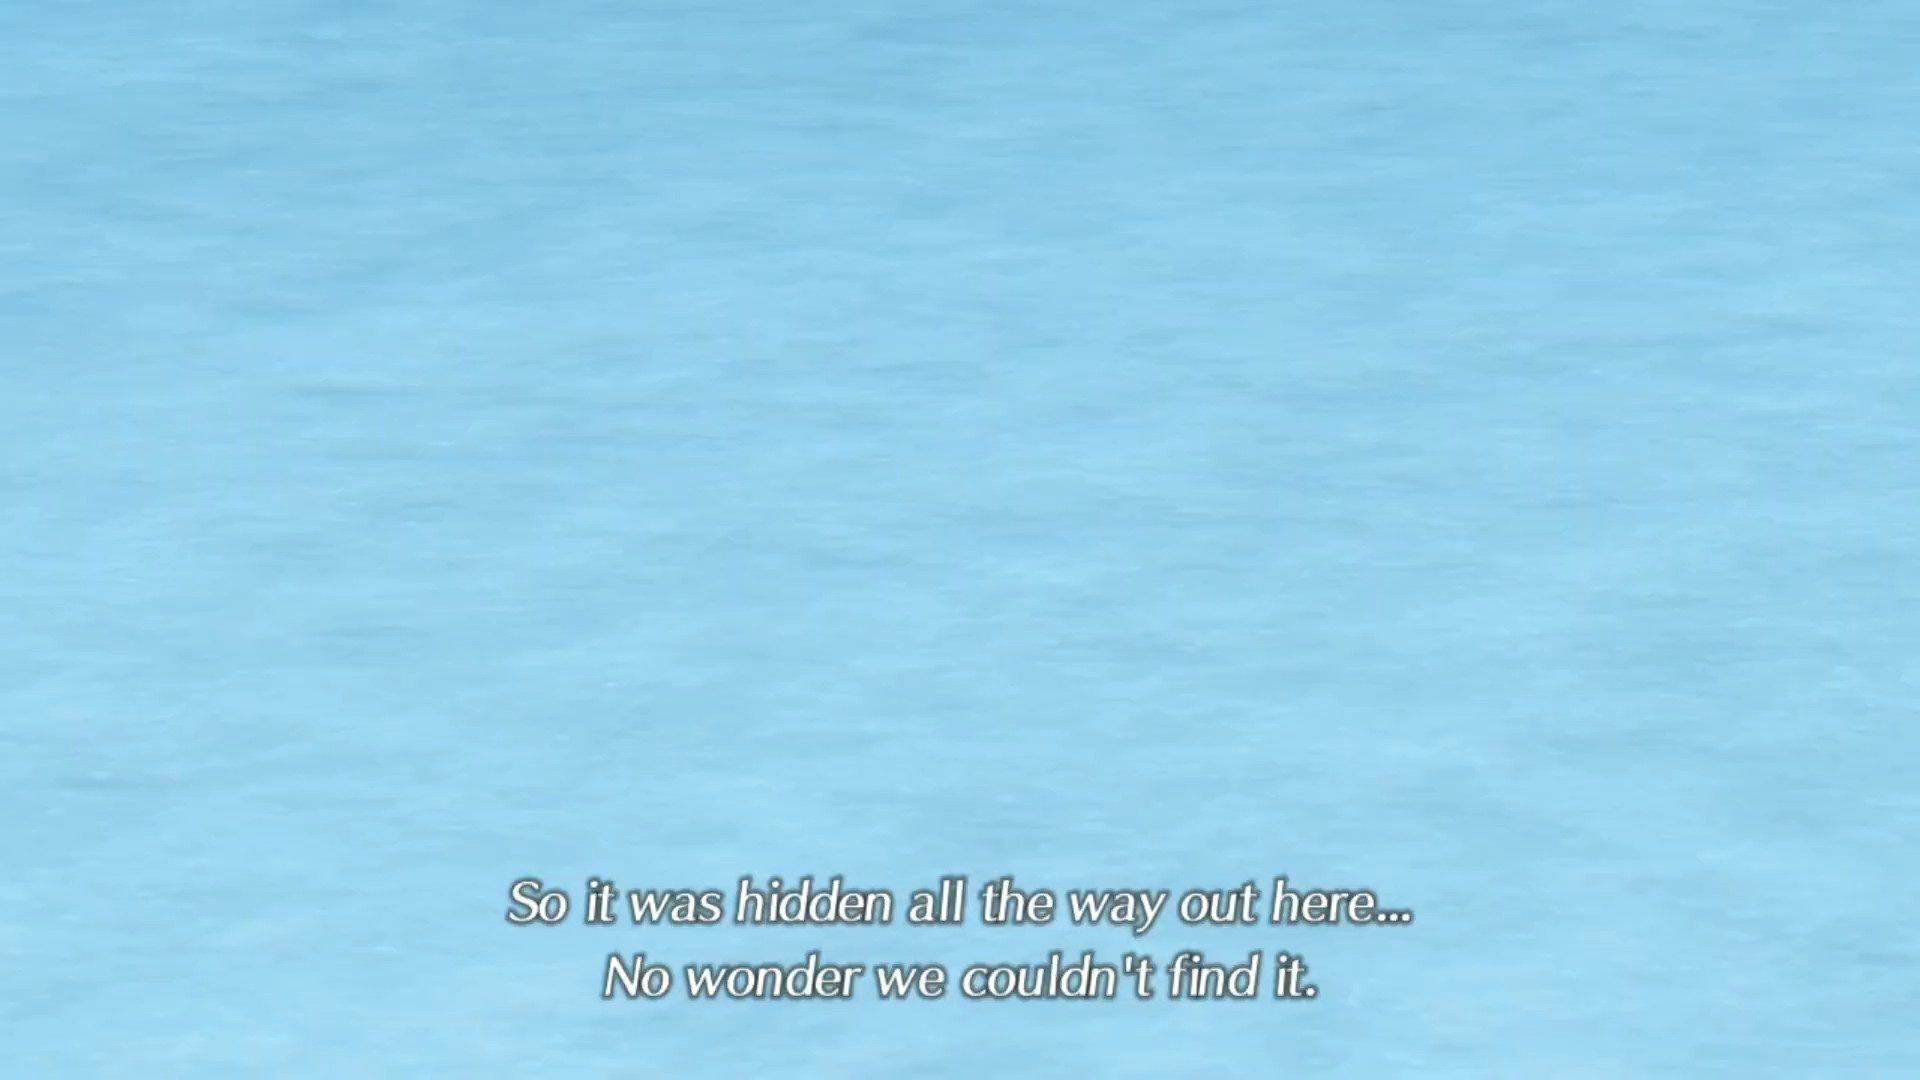 So it was hidden all the way out here...
No wonder we couldn't find it.